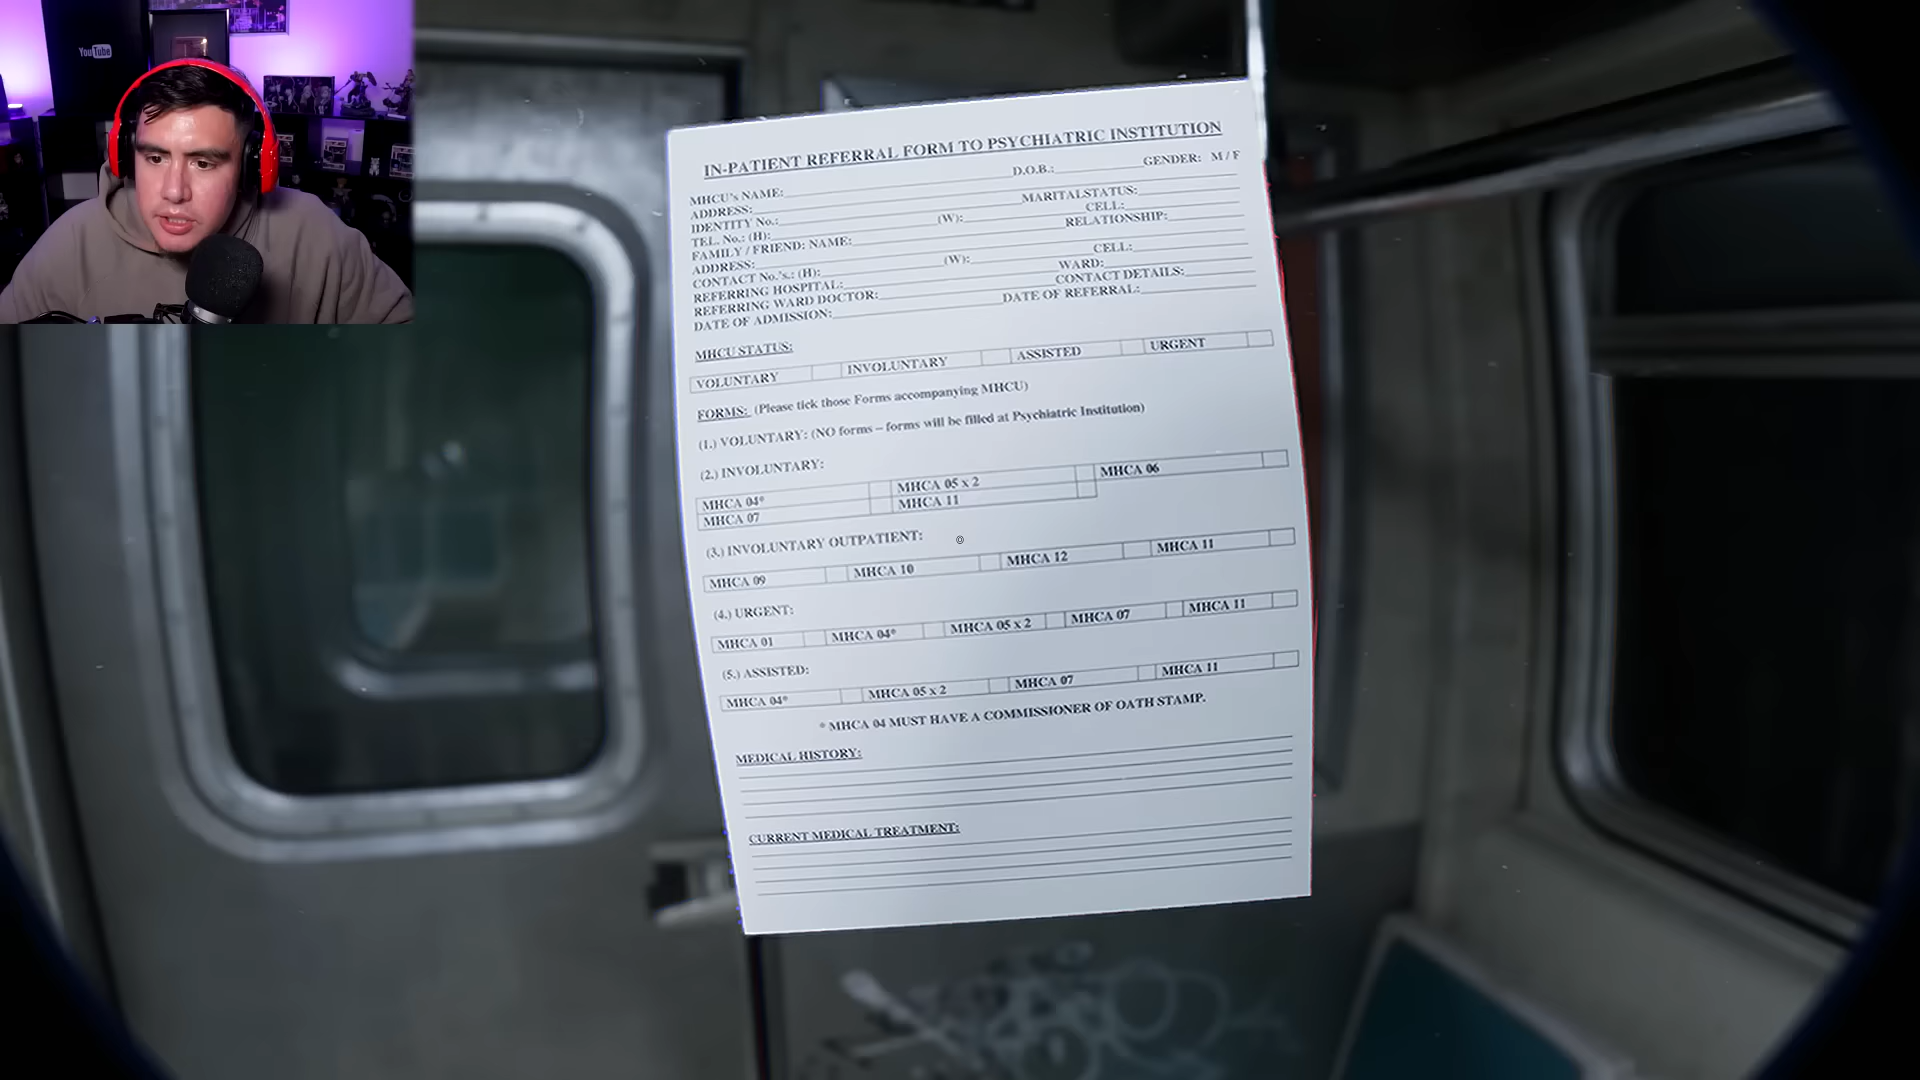 YouTube
IN-PATIENT REFERRAL FORM TO PSYCHIATRIC INSTITUTION
MHCU's NAME: D.O.B.: GENDER: M / F
ADDRESS:
IDENTITY No.: MARITALSTATUS:
TEL. No.: (H): (W): CELL:
FAMILY / FRIEND: NAME: RELATIONSHIP:
ADDRESS:
CONTACT No.'s.: (H): (W): CELL:
REFERRING HOSPITAL: WARD:
REFERRING WARD DOCTOR: CONTACT DETAILS:
DATE OF ADMISSION: DATE OF REFERRAL:
MHCU STATUS:
VOLUNTARY INVOLUNTARY ASSISTED URGENT
FORMS: (Please tick those Forms accompanying MHCU)
(1.) VOLUNTARY: (NO forms – forms will be filled at Psychiatric Institution)
(2.) INVOLUNTARY:
MHCA 04* MHCA 05 x 2 MHCA 06
MHCA 07 MHCA 11
(3.) INVOLUNTARY OUTPATIENT:
MHCA 09 MHCA 10 MHCA 12 MHCA 11
(4.) URGENT:
MHCA 01 MHCA 04* MHCA 05 x 2 MHCA 07 MHCA 11
(5.) ASSISTED:
MHCA 04* MHCA 05 x 2 MHCA 07 MHCA 11
* MHCA 04 MUST HAVE A COMMISSIONER OF OATH STAMP.
MEDICAL HISTORY:
CURRENT MEDICAL TREATMENT: